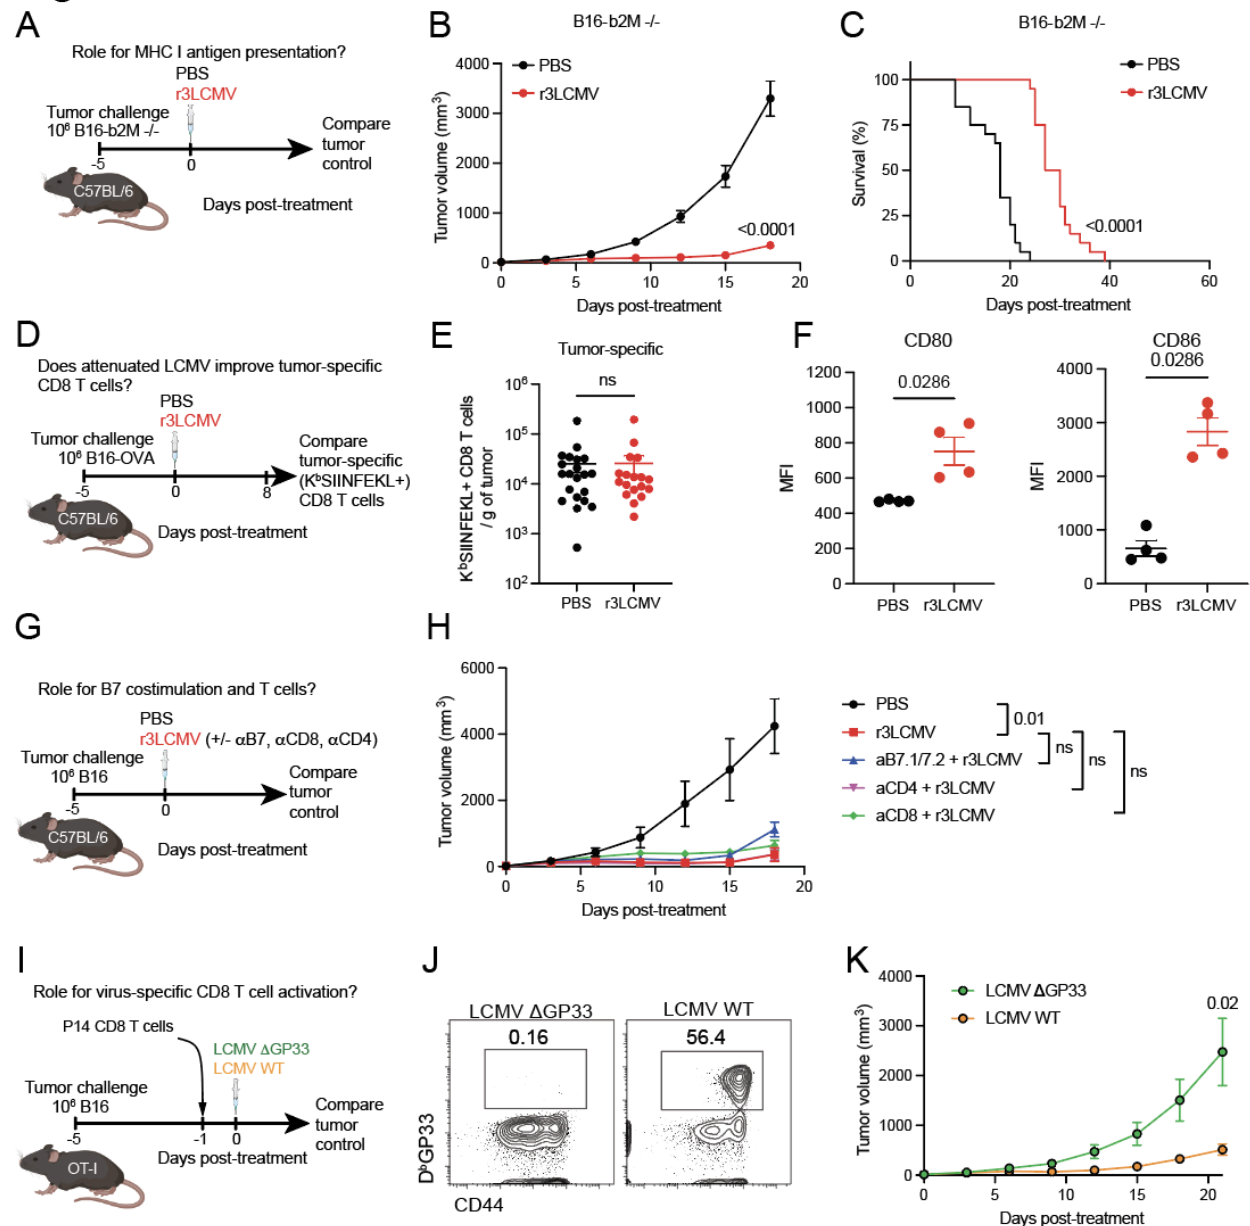 A
Role for MHC I antigen presentation?
PBS
r3LCMV
Tumor challenge
10⁶ B16-b2M -/-
-5
0
Compare
tumor
control
C57BL/6
Days post-treatment
B
B16-b2M -/-
PBS
r3LCMV
Tumor volume (mm³)
4000
3000
2000
1000
0
<0.0001
0
5
10
15
20
Days post-treatment
C
B16-b2M -/-
PBS
r3LCMV
Survival (%)
100
75
50
25
0
<0.0001
0
20
40
60
Days post-treatment
D
Does attenuated LCMV improve tumor-specific
CD8 T cells?
PBS
r3LCMV
Tumor challenge
10⁶ B16-OVA
-5
0
8
Compare
tumor-specific
(KᵇSIINFEKL+)
CD8 T cells
C57BL/6
Days post-treatment
E
Tumor-specific
ns
KᵇSIINFEKL+ CD8 T cells
/ g of tumor
10⁶
10⁵
10⁴
10³
10²
PBS
r3LCMV
F
CD80
0.0286
MFI
1200
1000
800
600
400
200
0
PBS
r3LCMV
CD86
0.0286
MFI
4000
3000
2000
1000
0
PBS
r3LCMV
G
Role for B7 costimulation and T cells?
PBS
r3LCMV (+/- αB7, αCD8, αCD4)
Tumor challenge
10⁶ B16
-5
0
Compare
tumor
control
C57BL/6
Days post-treatment
H
Tumor volume (mm³)
6000
4000
2000
0
0
5
10
15
20
Days post-treatment
PBS
r3LCMV
aB7.1/7.2 + r3LCMV
aCD4 + r3LCMV
aCD8 + r3LCMV
0.01
ns
ns
ns
I
Role for virus-specific CD8 T cell activation?
P14 CD8 T cells
LCMV ΔGP33
LCMV WT
Tumor challenge
10⁶ B16
-5
-1
0
Compare
tumor
control
OT-I
Days post-treatment
J
LCMV ΔGP33
0.16
LCMV WT
56.4
DᵇGP33
CD44
K
LCMV ΔGP33
LCMV WT
Tumor volume (mm³)
4000
3000
2000
1000
0
0.02
0
5
10
15
20
Days post-treatment